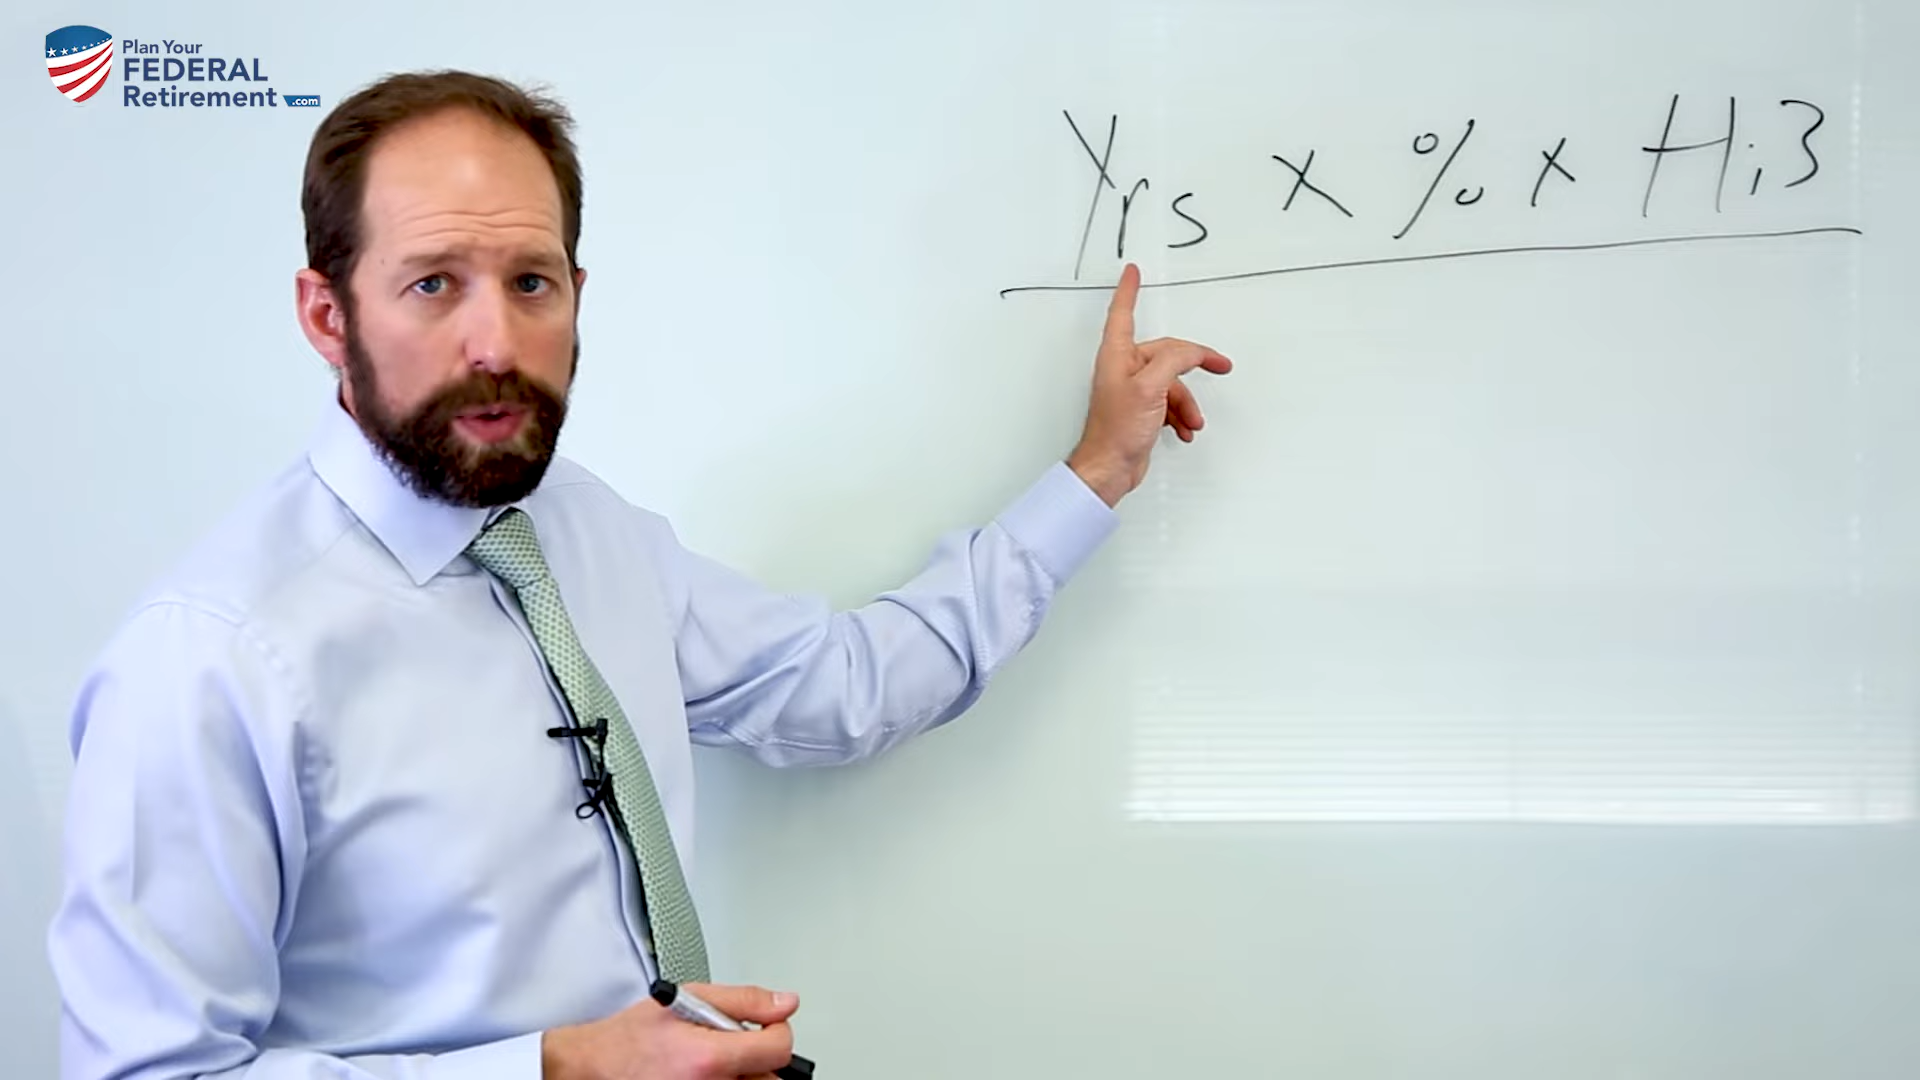 Plan Your
FEDERAL
Retirement .com
Yrs x % x Hi3